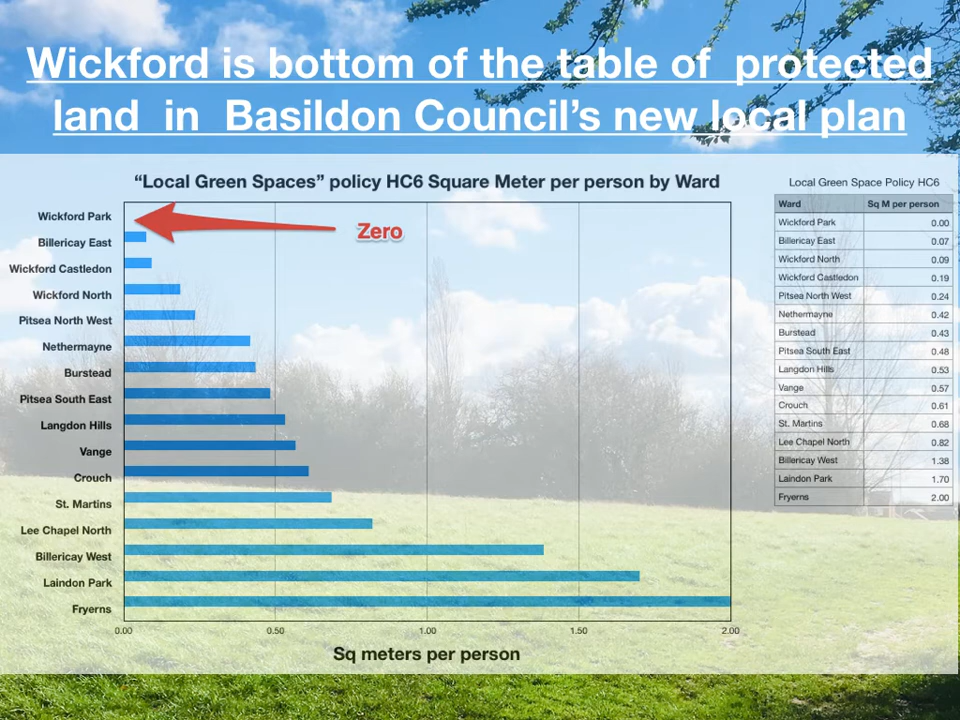 Wickford is bottom of the table of protected
land in Basildon Council's new local plan
“Local Green Spaces” policy HC6 Square Meter per person by Ward
Wickford Park
Billericay East
Wickford Castledon
Wickford North
Pitsea North West
Nethermayne
Burstead
Pitsea South East
Langdon Hills
Vange
Crouch
St. Martins
Lee Chapel North
Billericay West
Laindon Park
Fryerns
Zero
0.00 0.50 1.00 1.50 2.00
Sq meters per person
Local Green Space Policy HC6
Ward Sq M per person
Wickford Park 0.00
Billericay East 0.07
Wickford North 0.09
Wickford Castledon 0.19
Pitsea North West 0.24
Nethermayne 0.42
Burstead 0.43
Pitsea South East 0.48
Langdon Hills 0.53
Vange 0.57
Crouch 0.61
St. Martins 0.68
Lee Chapel North 0.82
Billericay West 1.38
Laindon Park 1.70
Fryerns 2.00